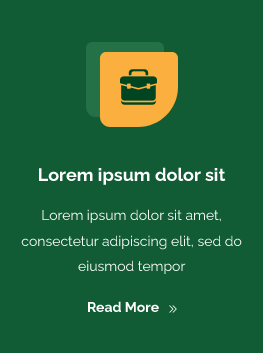 Lorem ipsum dolor sit
Lorem ipsum dolor sit amet,
consectetur adipiscing elit, sed do
eiusmod tempor
Read More »